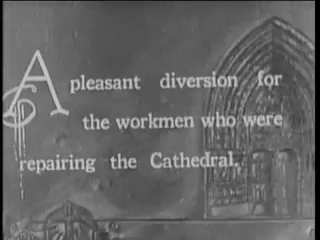 A pleasant diversion for
the workmen who were
repairing the Cathedral.